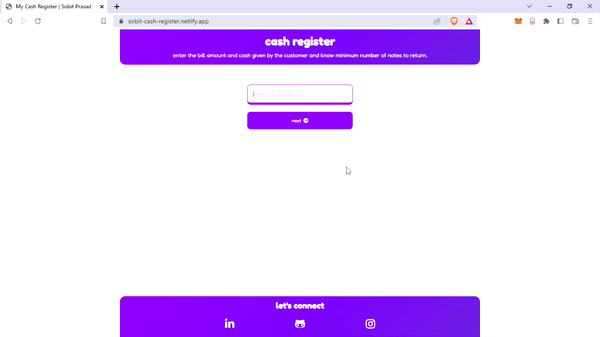 My Cash Register | Sobit Prasad
sobit-cash-register.netlify.app
cash register
enter the bill amount and cash given by the customer and know minimum number of notes to return.
next
let's connect
in